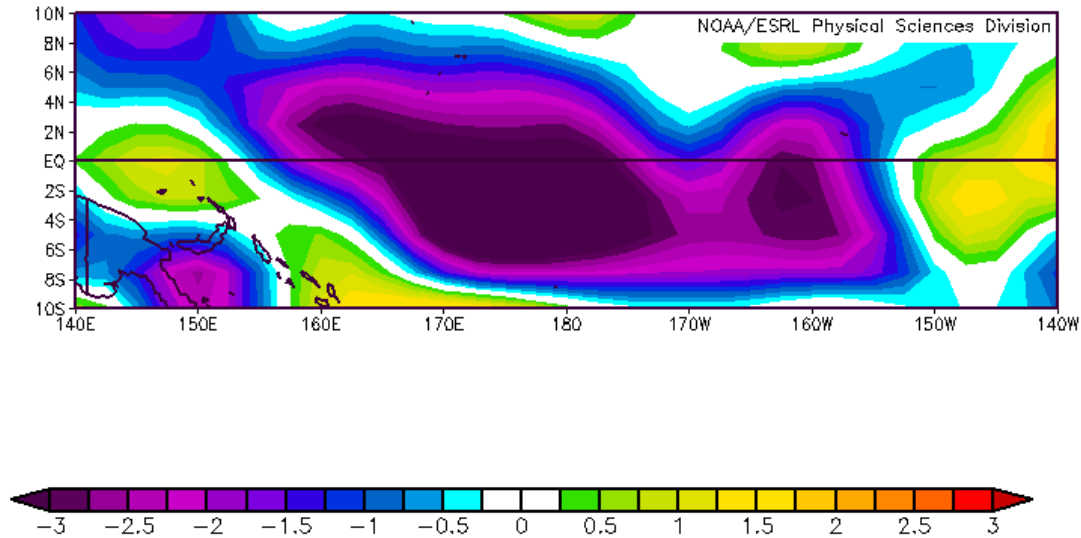 10N
NOAA/ESRL Physical Sciences Division
8N
6N
4N
2N
EQ
2S
4S
6S
8S
10S
140E 150E 160E 170E 180 170W 160W 150W 140W
-3 -2.5 -2 -1.5 -1 -0.5 0 0.5 1 1.5 2 2.5 3